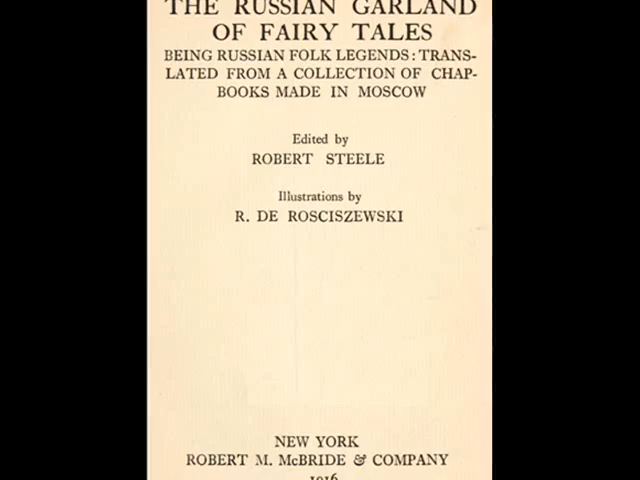 THE RUSSIAN GARLAND
OF FAIRY TALES
BEING RUSSIAN FOLK LEGENDS: TRANS-
LATED FROM A COLLECTION OF CHAP-
BOOKS MADE IN MOSCOW
Edited by
ROBERT STEELE
Illustrations by
R. DE ROSCISZEWSKI
NEW YORK
ROBERT M. McBRIDE & COMPANY
1916